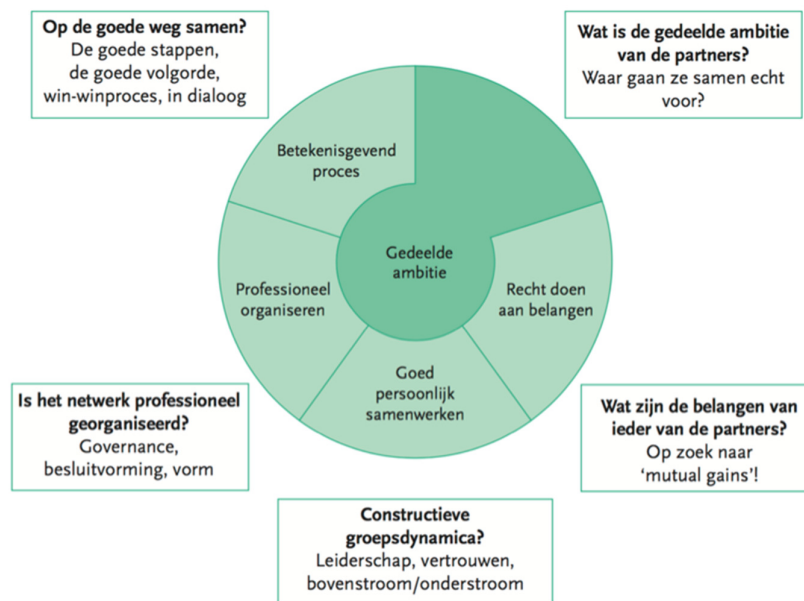 Op de goede weg samen?
De goede stappen,
de goede volgorde,
win-winproces, in dialoog
Wat is de gedeelde ambitie
van de partners?
Waar gaan ze samen echt
voor?
Betekenisgevend
proces
Gedeelde
ambitie
Professioneel
organiseren
Recht doen
aan belangen
Goed
persoonlijk
samenwerken
Is het netwerk professioneel
georganiseerd?
Governance,
besluitvorming, vorm
Wat zijn de belangen van
ieder van de partners?
Op zoek naar
‘mutual gains’!
Constructieve
groepsdynamica?
Leiderschap, vertrouwen,
bovenstroom/onderstroom